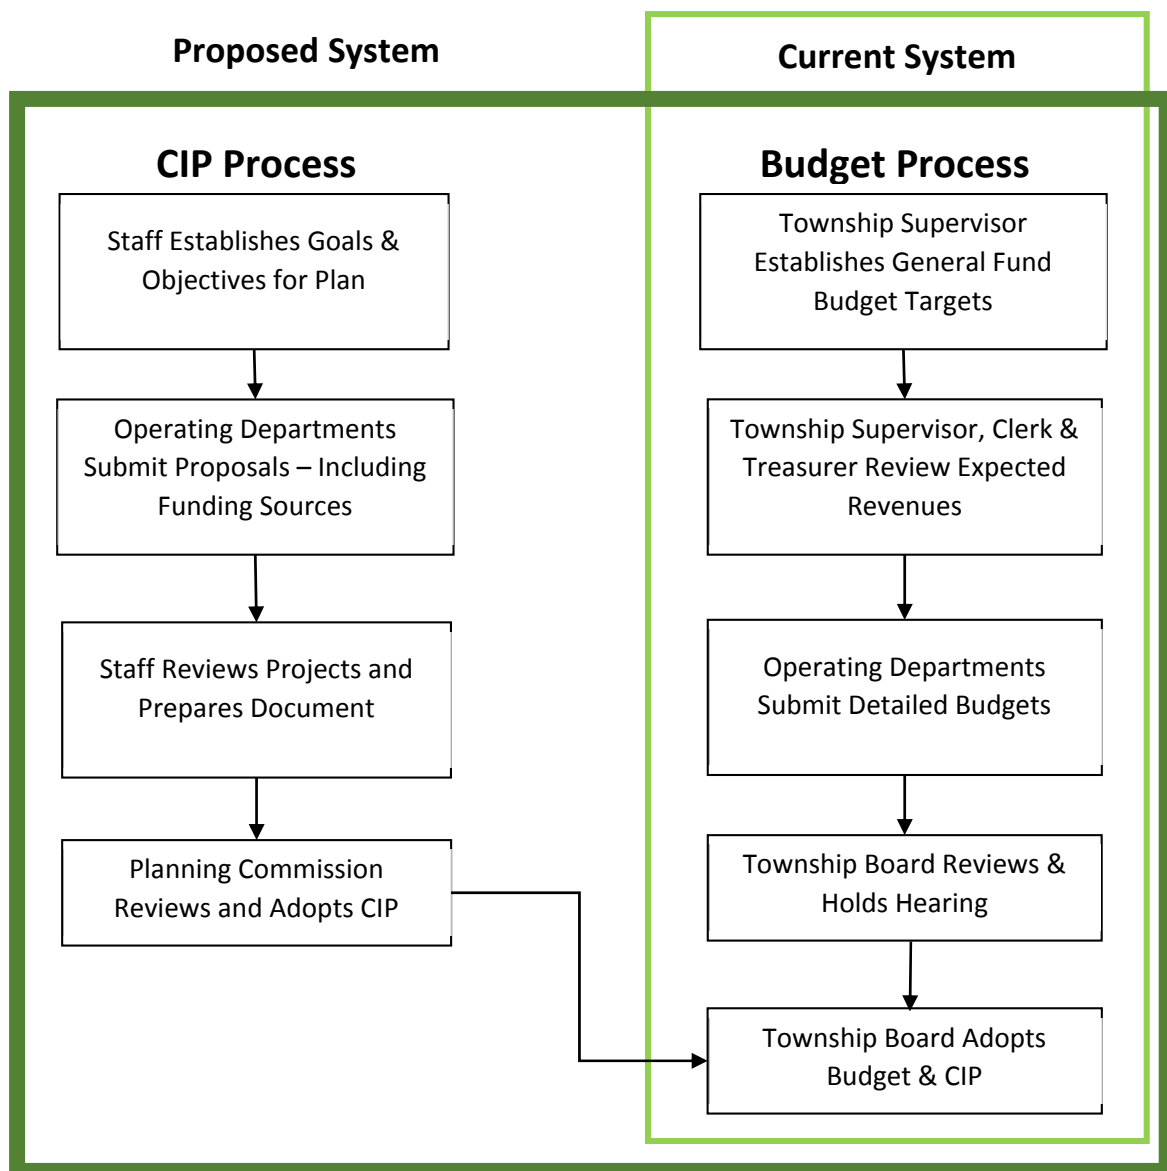 Proposed System
Current System
CIP Process
Staff Establishes Goals &
Objectives for Plan
Operating Departments
Submit Proposals – Including
Funding Sources
Staff Reviews Projects and
Prepares Document
Planning Commission
Reviews and Adopts CIP
Budget Process
Township Supervisor
Establishes General Fund
Budget Targets
Township Supervisor, Clerk &
Treasurer Review Expected
Revenues
Operating Departments
Submit Detailed Budgets
Township Board Reviews &
Holds Hearing
Township Board Adopts
Budget & CIP